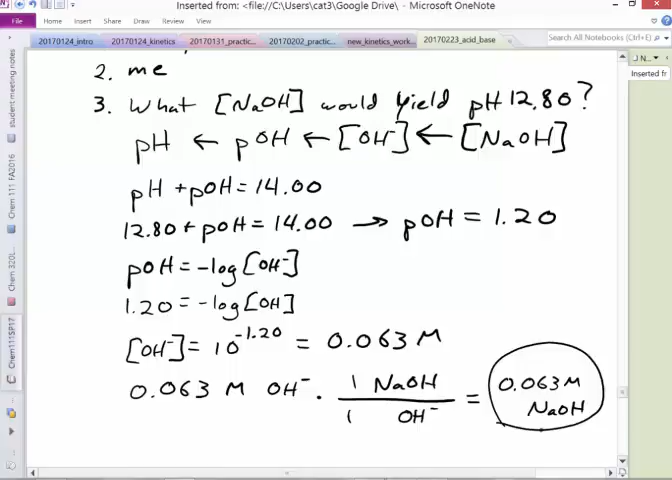 Inserted from: <file://C:/Users/cat3/Google Drive/ - Microsoft OneNote
File Home Insert Draw Share History Review View
20170124_intro 20170124_kinetics 20170131_practic... 20170202_practic... new_kinetics_work... 20170223_acid_base Search All Notebooks (Ctrl+E)
N...
Inserted fr
student meeting notes
Chem 111 FA2016
Chem 320L...
Chem111SP17
2. me
3. What [NaOH] would yield pH 12.80?
pH ← pOH ← [OH⁻] ← [NaOH]
pH + pOH = 14.00
12.80 + pOH = 14.00 → pOH = 1.20
pOH = -log [OH⁻]
1.20 = -log [OH⁻]
[OH⁻] = 10^-1.20 = 0.063 M
0.063 M OH⁻ · 1 NaOH / 1 OH⁻ = 0.063 M NaOH